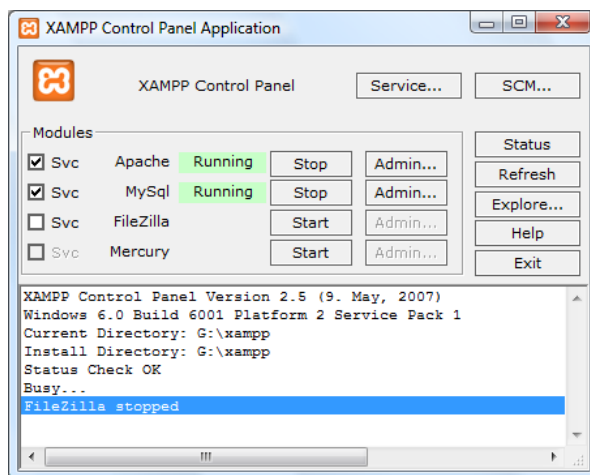 XAMPP Control Panel Application
XAMPP Control Panel Service... SCM...
Modules
Svc Apache Running Stop Admin...
Svc MySql Running Stop Admin...
Svc FileZilla Start Admin...
Svc Mercury Start Admin...
Status
Refresh
Explore...
Help
Exit
XAMPP Control Panel Version 2.5 (9. May, 2007)
Windows 6.0 Build 6001 Platform 2 Service Pack 1
Current Directory: G:\xampp
Install Directory: G:\xampp
Status Check OK
Busy...
FileZilla stopped